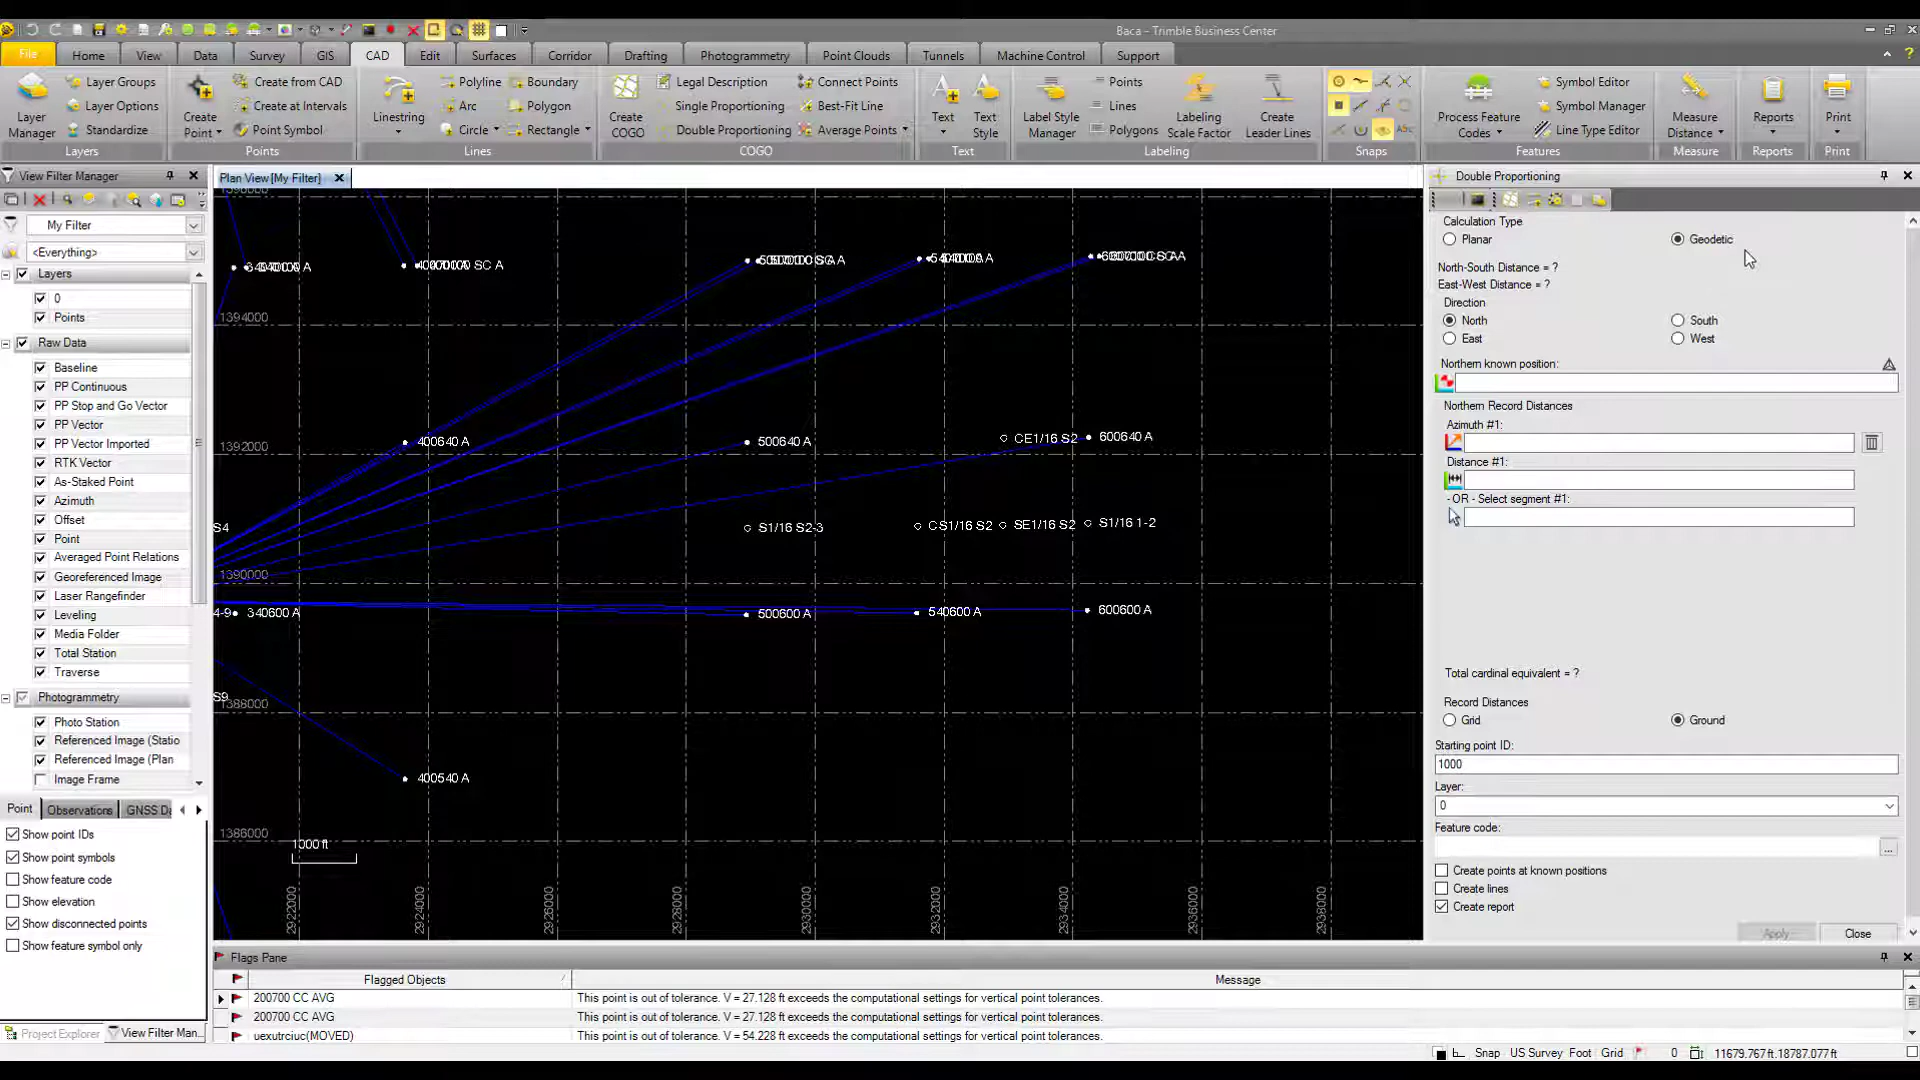 Baca - Trimble Business Center
File Home View Data Survey GIS CAD Edit Surfaces Corridor Drafting Photogrammetry Point Clouds Tunnels Machine Control Support
Layer Manager
Layer Groups
Layer Options
Standardize
Layers
Create Point
Create from CAD
Create at Intervals
Point Symbol
Points
Linestring
Polyline
Boundary
Arc
Polygon
Circle
Rectangle
Lines
Create COGO
Legal Description
Connect Points
Single Proportioning
Best-Fit Line
Double Proportioning
Average Points
COGO
Text
Text Style
Text
Label Style Manager
Points
Lines
Polygons
Labeling Scale Factor
Create Leader Lines
Labeling
Snaps
Process Feature Codes
Symbol Editor
Symbol Manager
Line Type Editor
Features
Measure Distance
Measure
Reports
Reports
Print
Print
View Filter Manager
My Filter
<Everything>
Layers
0
Points
Raw Data
Baseline
PP Continuous
PP Stop and Go Vector
PP Vector
PP Vector Imported
RTK Vector
As-Staked Point
Azimuth
Offset
Point
Averaged Point Relations
Georeferenced Image
Laser Rangefinder
Leveling
Media Folder
Total Station
Traverse
Photogrammetry
Photo Station
Referenced Image (Statio
Referenced Image (Plan
Image Frame
Point Observations GNSS Da
Show point IDs
Show point symbols
Show feature code
Show elevation
Show disconnected points
Show feature symbol only
Project Explorer View Filter Man...
Plan View [My Filter]
1396000
1394000
400640 A 500640 A CE1/16 S2 600640 A
1392000
S4 S1/16 S2-3 CS1/16 S2 SE1/16 S2 S1/16 1-2
1390000
4-9 340600 A 500600 A 540600 A 600600 A
S9
1388000
400540 A
1386000
1000 ft
2922000 2924000 2926000 2928000 2930000 2932000 2934000 2936000 2938000
Double Proportioning
Calculation Type
Planar Geodetic
North-South Distance = ?
East-West Distance = ?
Direction
North South
East West
Northern known position:
Northern Record Distances
Azimuth #1:
Distance #1:
- OR - Select segment #1:
Total cardinal equivalent = ?
Record Distances
Grid Ground
Starting point ID:
1000
Layer:
0
Feature code:
...
Create points at known positions
Create lines
Create report
Apply Close
Flags Pane
Flagged Objects Message
200700 CC AVG This point is out of tolerance. V = 27.128 ft exceeds the computational settings for vertical point tolerances.
200700 CC AVG This point is out of tolerance. V = 27.128 ft exceeds the computational settings for vertical point tolerances.
uexutrciuc(MOVED) This point is out of tolerance. V = 54.228 ft exceeds the computational settings for vertical point tolerances.
Snap US Survey Foot Grid 0 11679.767 ft,18787.077 ft